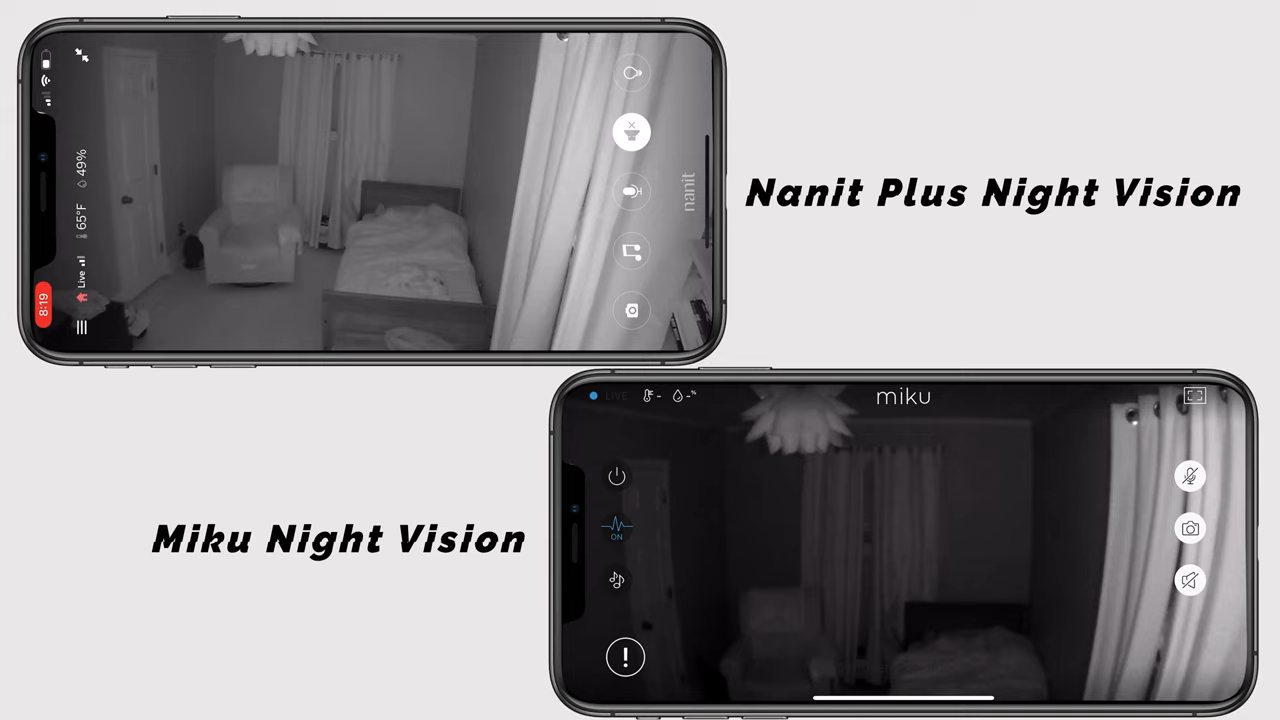 49%
65°F
Live
8:19
nanit
Nanit Plus Night Vision
LIVE
F -
-%
miku
ON
!
Miku Night Vision